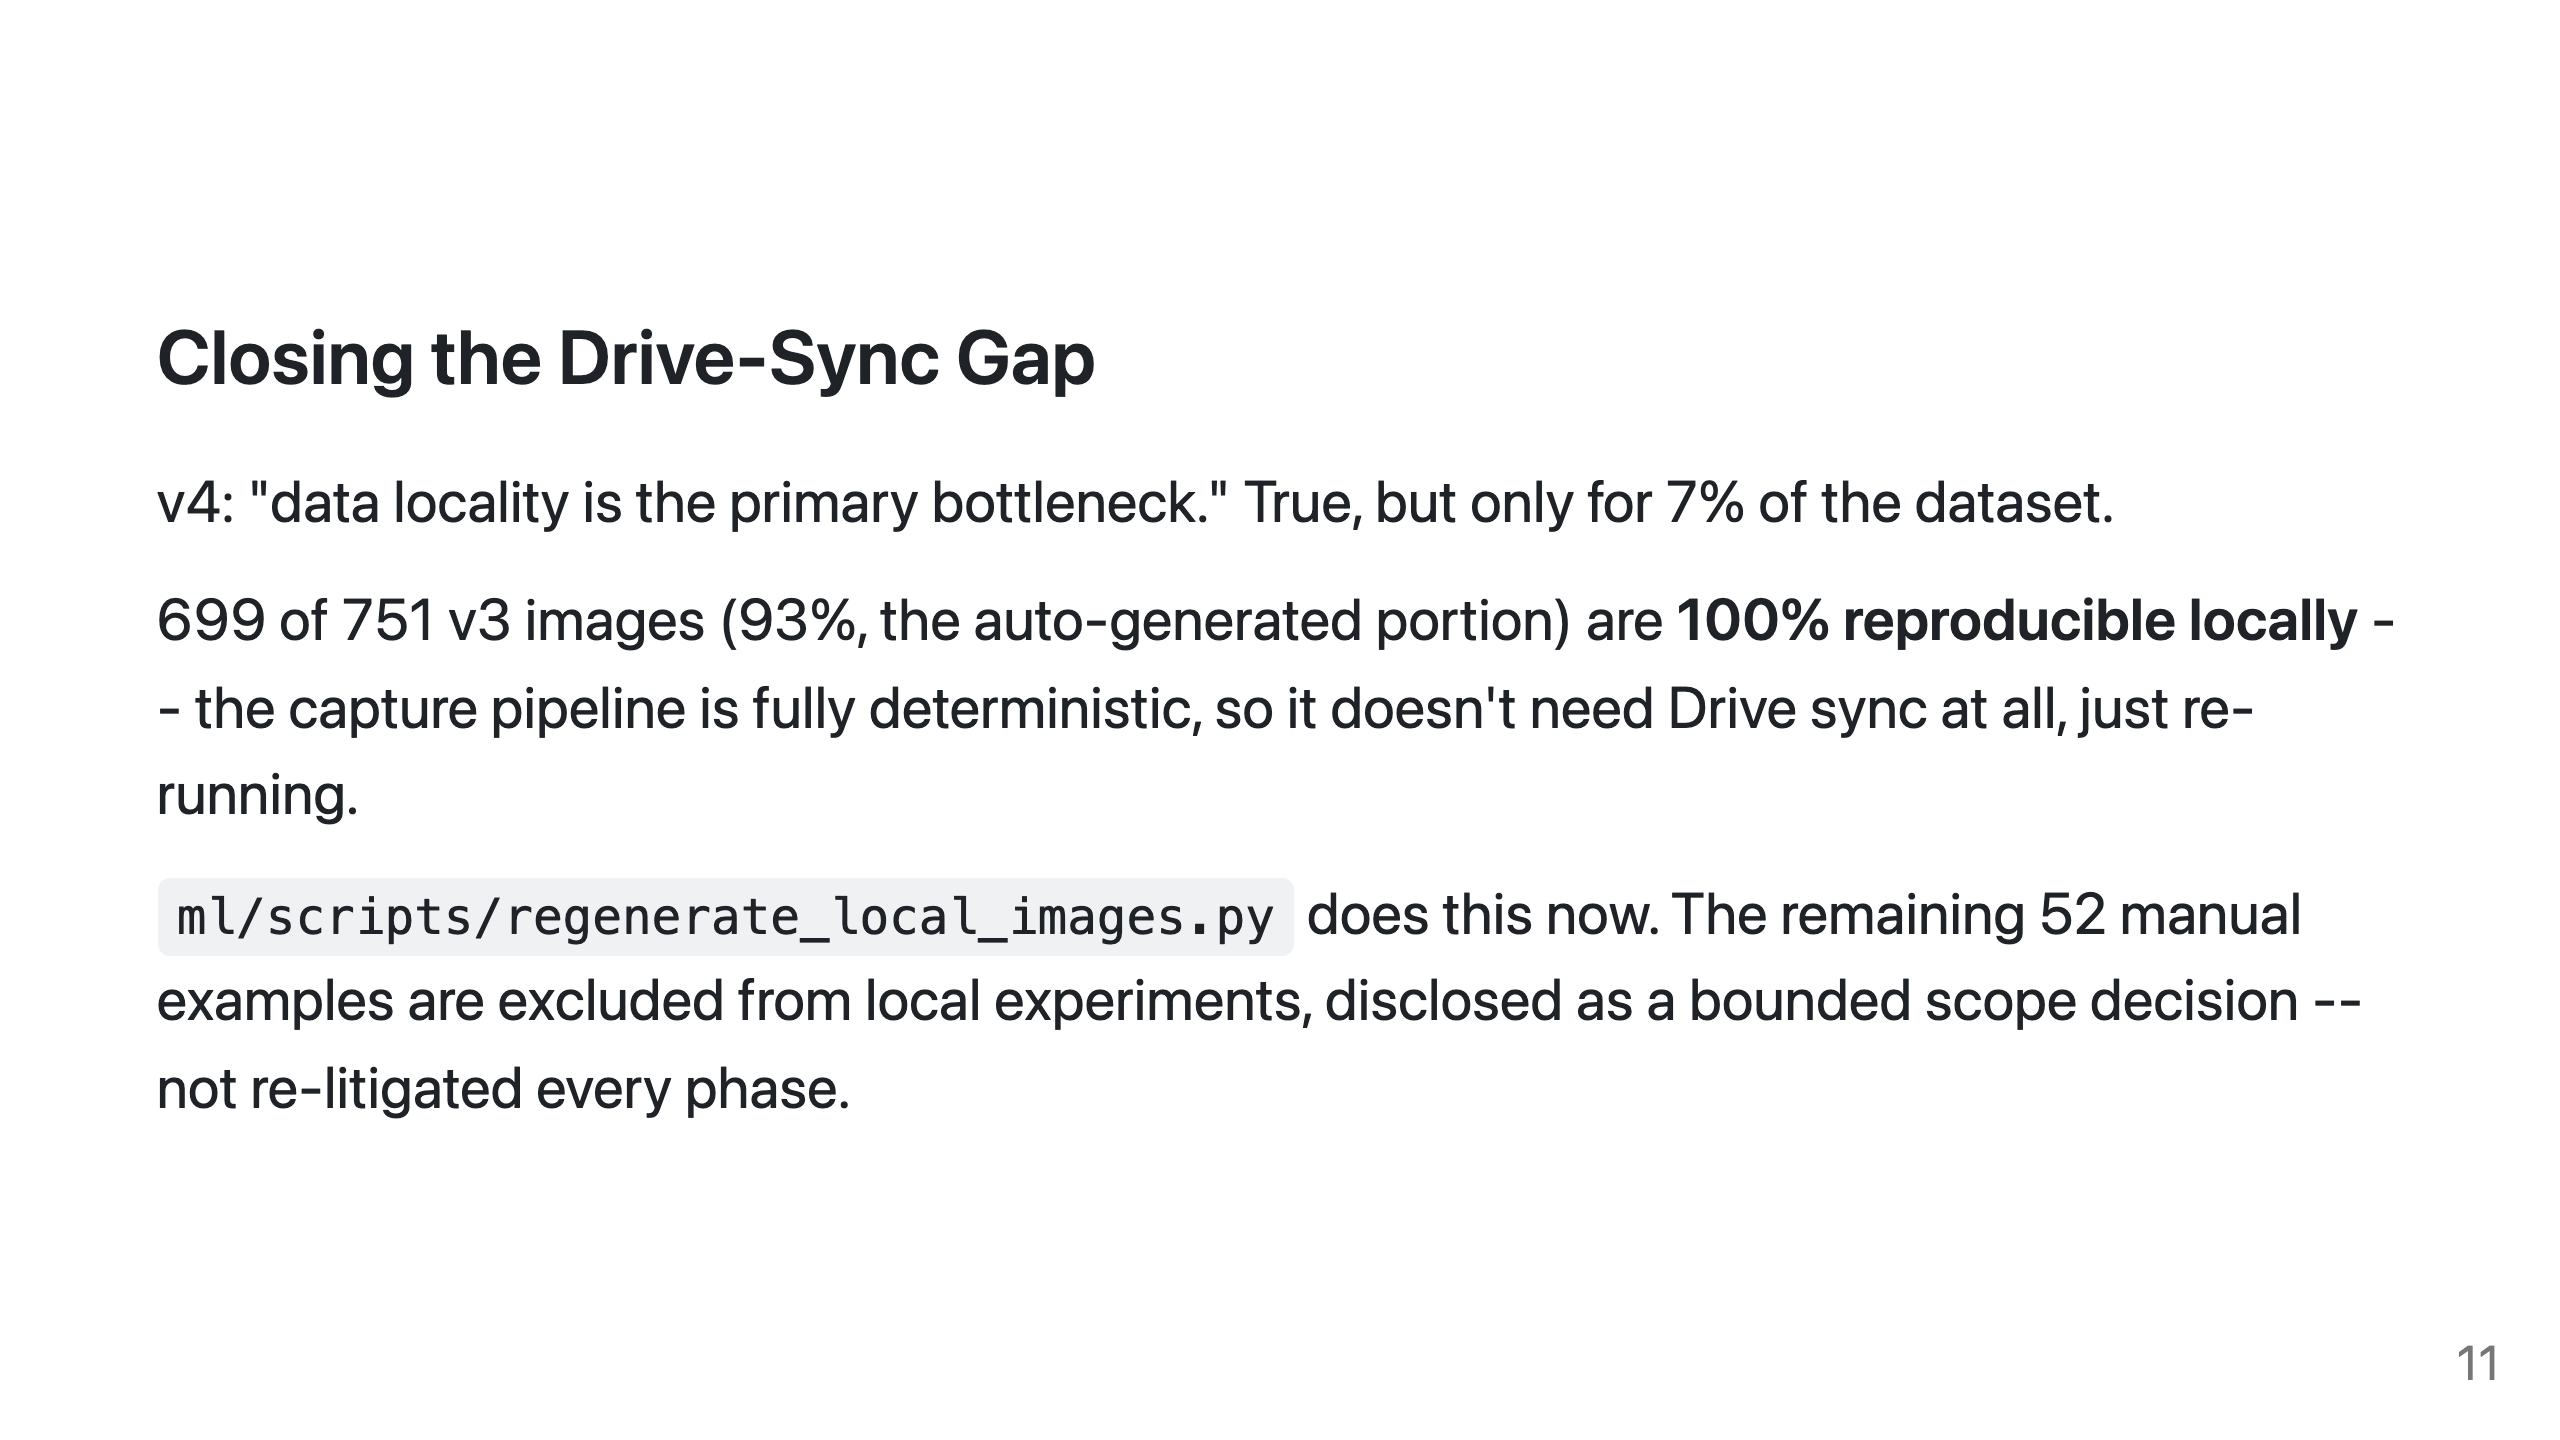 Closing the Drive-Sync Gap
v4: "data locality is the primary bottleneck." True, but only for 7% of the dataset.
699 of 751 v3 images (93%, the auto-generated portion) are 100% reproducible locally -
- the capture pipeline is fully deterministic, so it doesn't need Drive sync at all, just re-
running.
ml/scripts/regenerate_local_images.py does this now. The remaining 52 manual
examples are excluded from local experiments, disclosed as a bounded scope decision --
not re-litigated every phase.
11